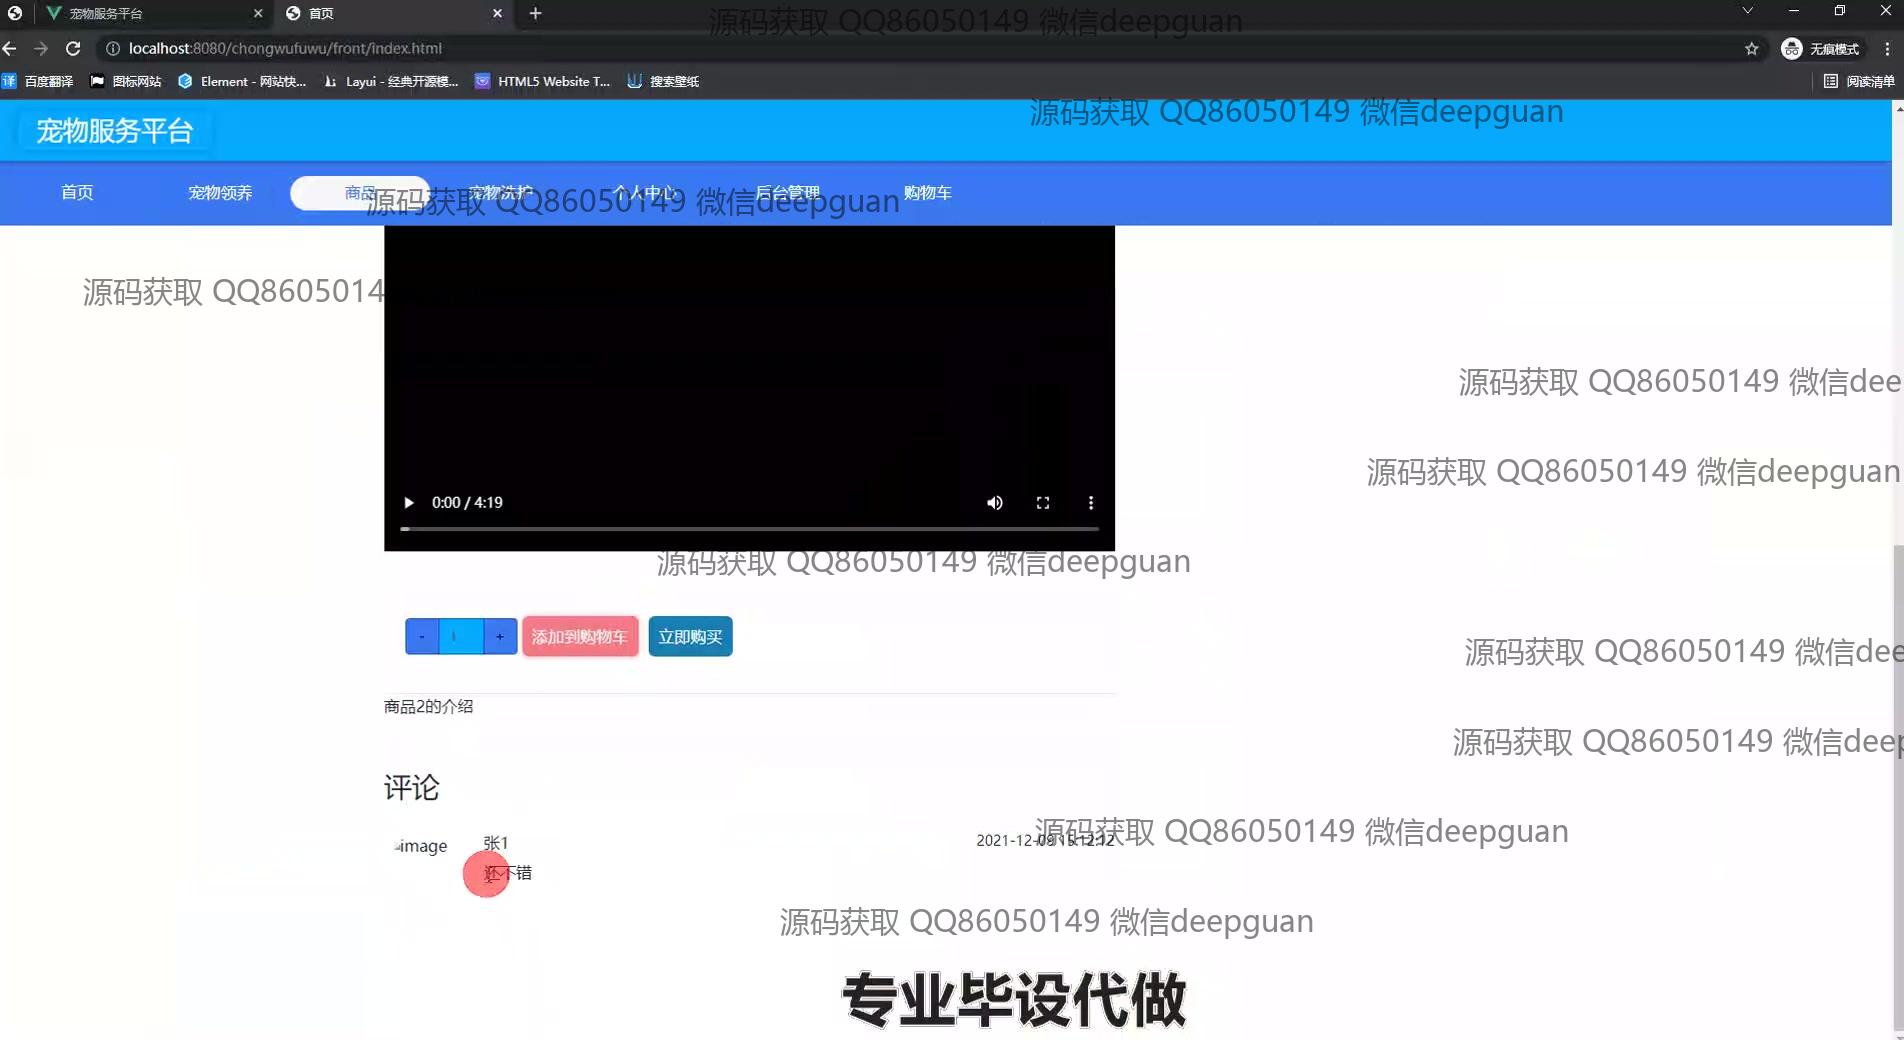 宠物服务平台
首页
源码获取 QQ86050149 微信deepguan
localhost:8080/chongwufuwu/front/index.html
无痕模式
百度翻译
图标网站
Element - 网站快...
Layui - 经典开源模...
HTML5 Website T...
搜索壁纸
阅读清单
源码获取 QQ86050149 微信deepguan
宠物服务平台
首页
宠物领养
商品
宠物洗护
个人中心
后台管理
购物车
源码获取 QQ86050149 微信deepguan
源码获取 QQ8605014
源码获取 QQ86050149 微信dee
源码获取 QQ86050149 微信deepguan
0:00 / 4:19
源码获取 QQ86050149 微信deepguan
- 
+
添加到购物车
立即购买
源码获取 QQ86050149 微信dee
商品2的介绍
源码获取 QQ86050149 微信deep
评论
image
张1
2021-12-09 15:12:12
源码获取 QQ86050149 微信deepguan
还不错
源码获取 QQ86050149 微信deepguan
专业毕设代做